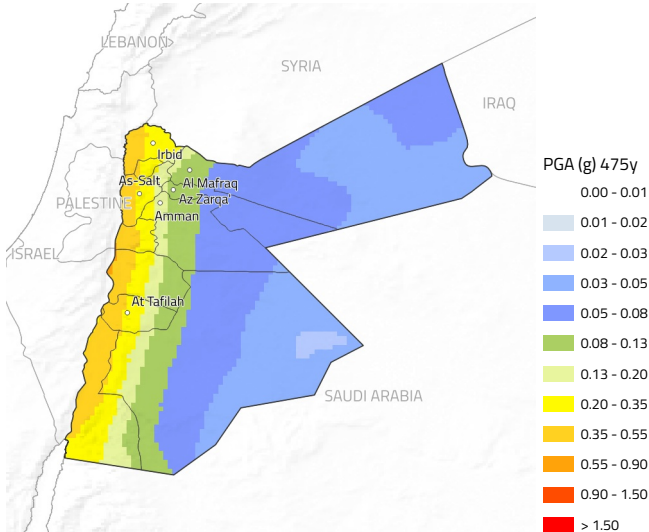 LEBANON
SYRIA
IRAQ
Irbid
As-Salt
Al Mafraq
Az Zarqa'
PALESTINE
Amman
ISRAEL
At Tafilah
SAUDI ARABIA
PGA (g) 475y
0.00 - 0.01
0.01 - 0.02
0.02 - 0.03
0.03 - 0.05
0.05 - 0.08
0.08 - 0.13
0.13 - 0.20
0.20 - 0.35
0.35 - 0.55
0.55 - 0.90
0.90 - 1.50
> 1.50